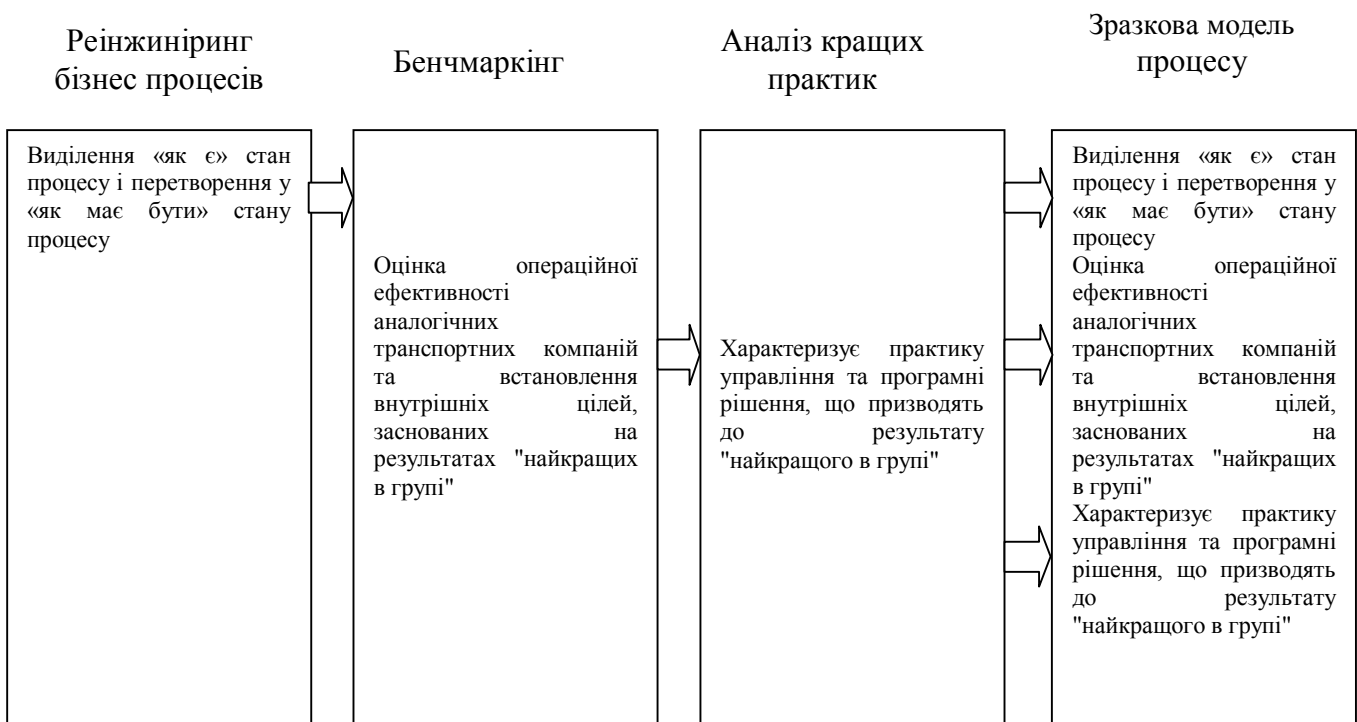 Реінжиніринг
бізнес процесів
Бенчмаркінг
Аналіз кращих
практик
Зразкова модель
процесу
Виділення «як є» стан
процесу і перетворення у
«як має бути» стану
процесу
Оцінка операційної
ефективності
аналогічних
транспортних компаній
та встановлення
внутрішніх цілей,
заснованих на
результатах "найкращих
в групі"
Характеризує практику
управління та програмні
рішення, що призводять
до результату
"найкращого в групі"
Виділення «як є» стан
процесу і перетворення у
«як має бути» стану
процесу
Оцінка операційної
ефективності
аналогічних
транспортних компаній
та встановлення
внутрішніх цілей,
заснованих на
результатах "найкращих
в групі"
Характеризує практику
управління та програмні
рішення, що призводять
до результату
"найкращого в групі"